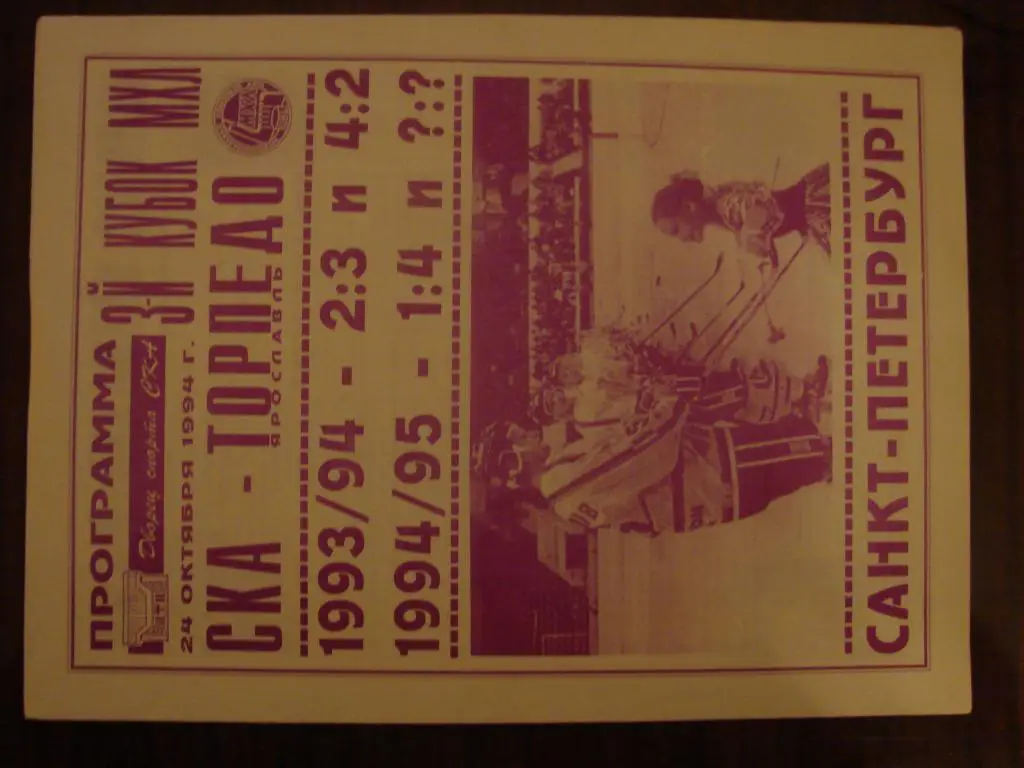 ПРОГРАММА
3-Й КУБОК МХЛ
Дворец спорта СКА
24 ОКТЯБРЯ 1994 Г.
СКА - ТОРПЕДО
ЯРОСЛАВЛЬ
1993/94 - 2:3 и 4:2
1994/95 - 1:4 и ?:?
18
САНКТ-ПЕТЕРБУРГ